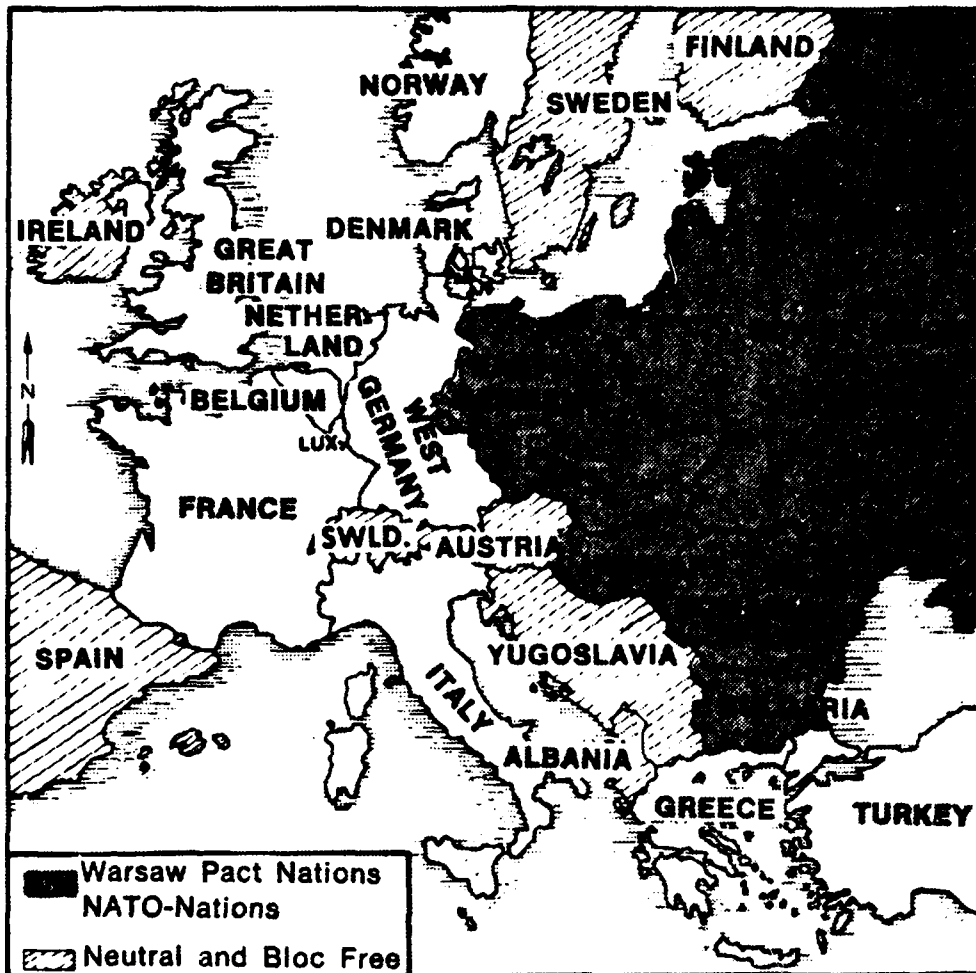 FINLAND
NORWAY
SWEDEN
IRELAND
DENMARK
GREAT
BRITAIN
NETHER
LAND
N
BELGIUM
WEST
GERMANY
LUX.
FRANCE
SWLD.
AUSTRIA
SPAIN
YUGOSLAVIA
ITALY
RIA
ALBANIA
GREECE
TURKEY
Warsaw Pact Nations
NATO-Nations
Neutral and Bloc Free